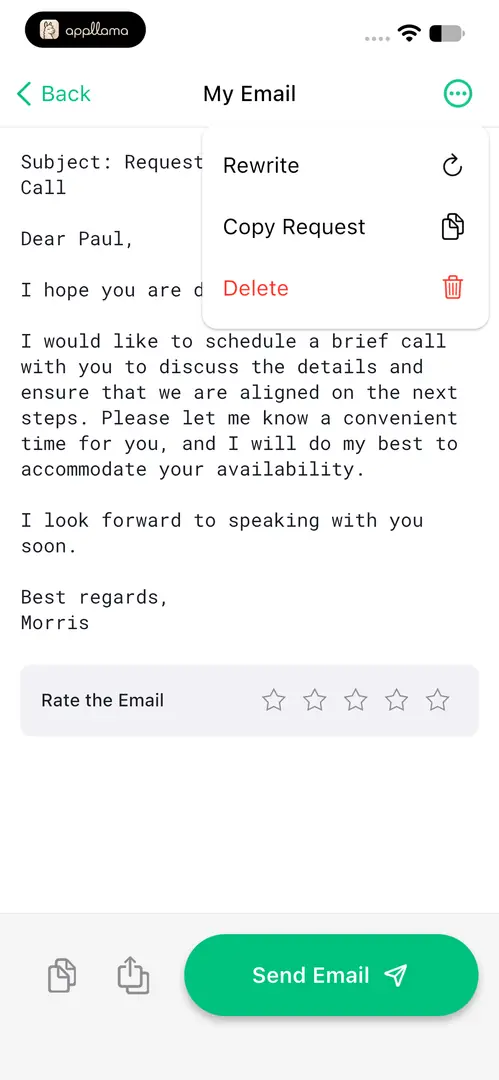 appllama
Back
My Email
Rewrite
Copy Request
Delete
Subject: Request
Call
Dear Paul,
I hope you are
I would like to schedule a brief call
with you to discuss the details and
ensure that we are aligned on the next
steps. Please let me know a convenient
time for you, and I will do my best to
accommodate your availability.
I look forward to speaking with you
soon.
Best regards,
Morris
Rate the Email
Send Email